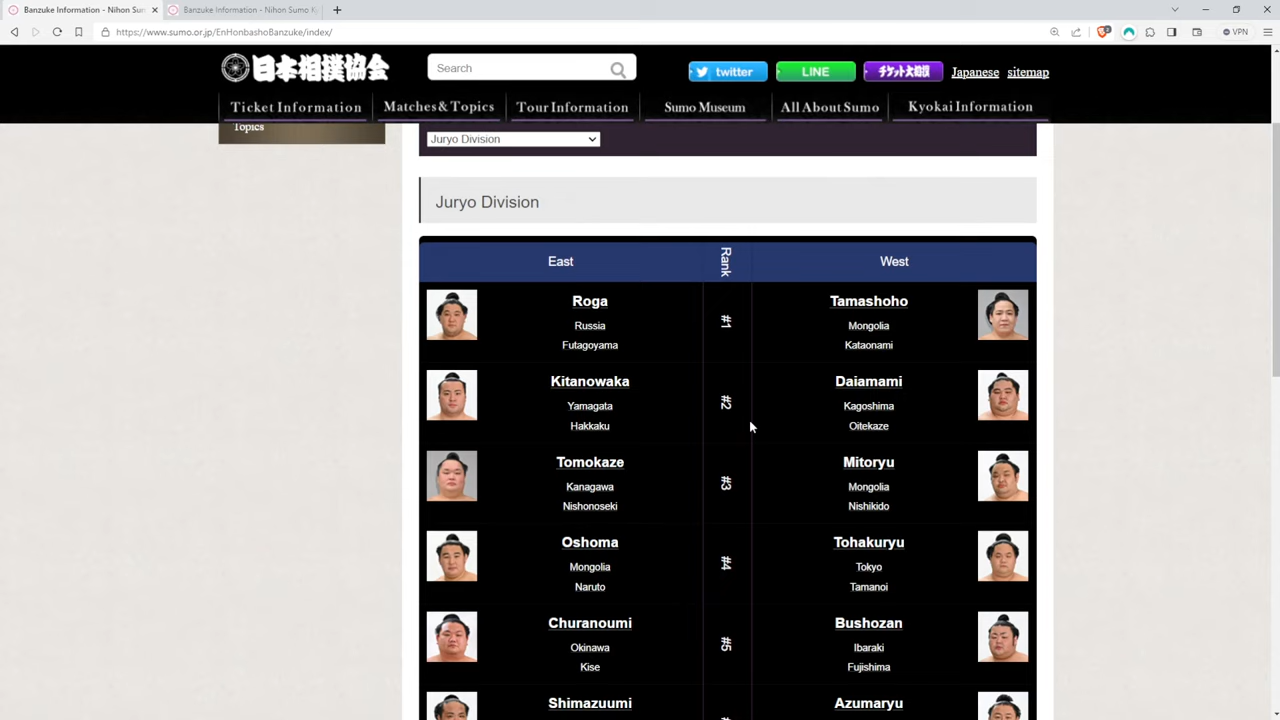 Banzuke Information - Nihon Sum
Banzuke Information - Nihon Sumo Ky
https://www.sumo.or.jp/EnHonbashoBanzuke/index/
VPN
日本相撲協会
Search
twitter
LINE
チケット大相撲
Japanese
sitemap
Ticket Information
Matches & Topics
Tour Information
Sumo Museum
All About Sumo
Kyokai Information
Topics
Juryo Division
Juryo Division
East
Rank
West
Roga
Russia
Futagoyama
#1
Tamashoho
Mongolia
Kataonami
Kitanowaka
Yamagata
Hakkaku
#2
Daiamami
Kagoshima
Oitekaze
Tomokaze
Kanagawa
Nishonoseki
#3
Mitoryu
Mongolia
Nishikido
Oshoma
Mongolia
Naruto
#4
Tohakuryu
Tokyo
Tamanoi
Churanoumi
Okinawa
Kise
#5
Bushozan
Ibaraki
Fujishima
Shimazuumi
Azumaryu